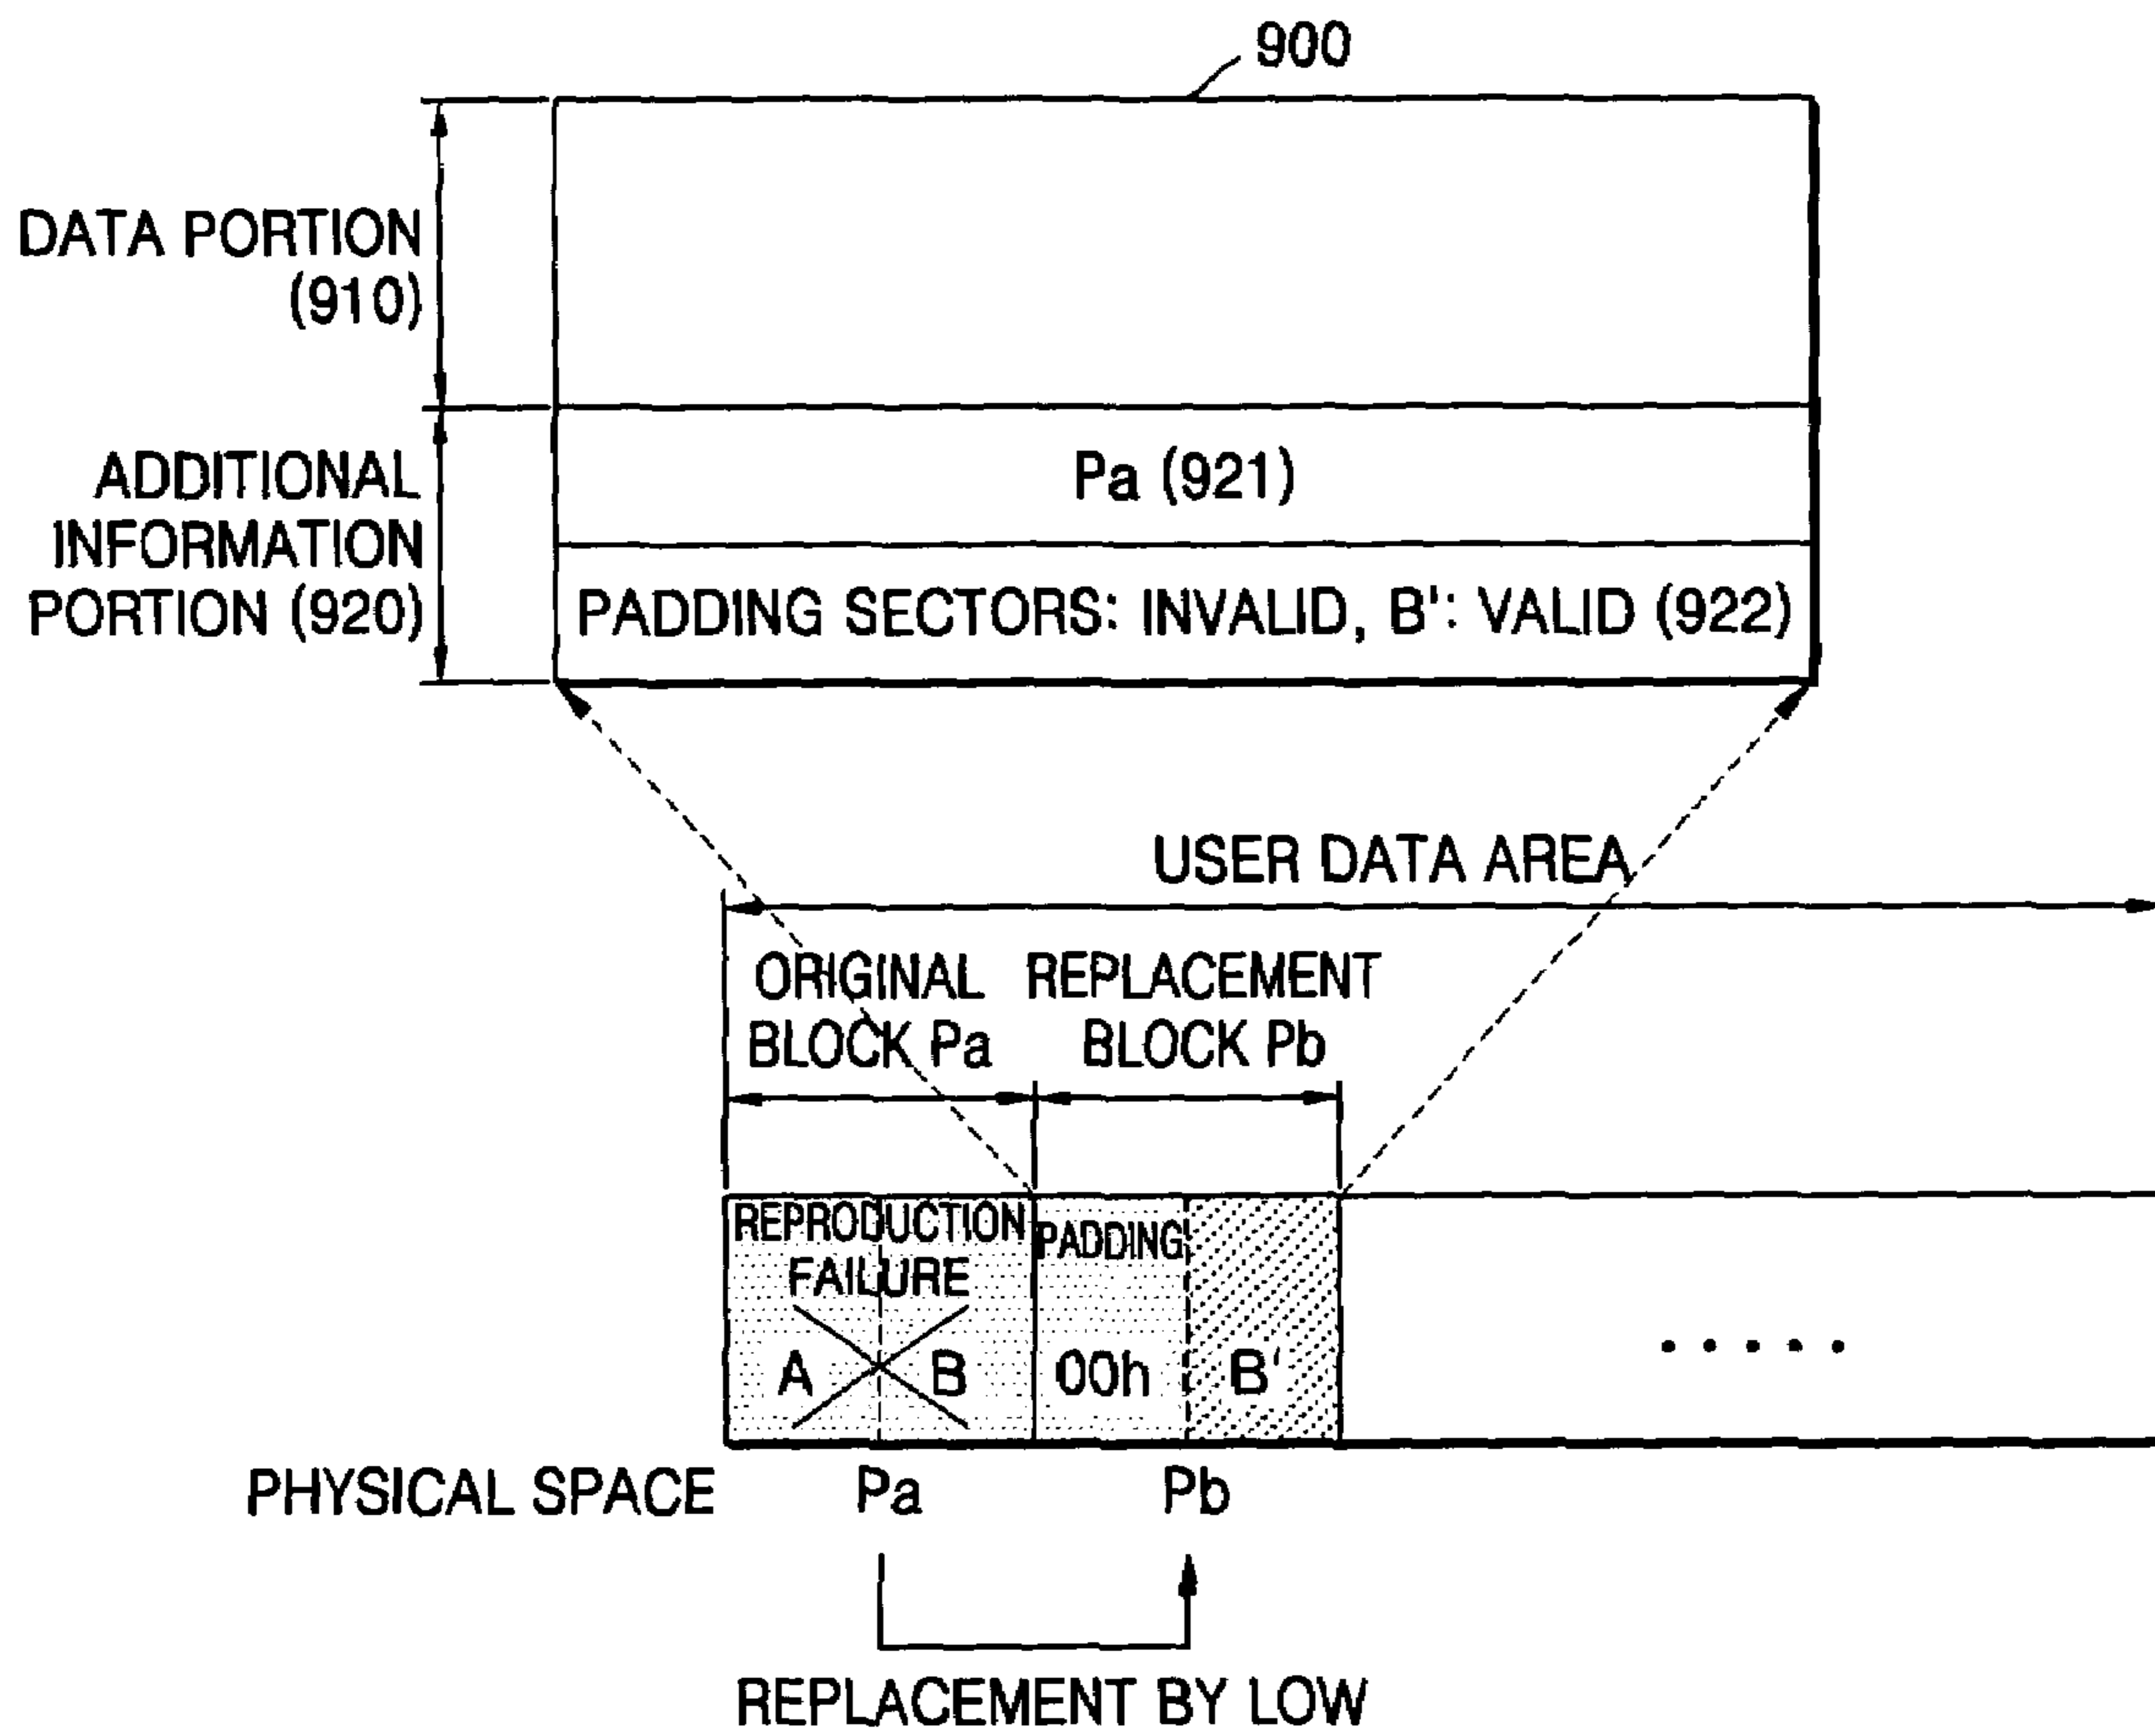 900
DATA PORTION
(910)
ADDITIONAL
INFORMATION
PORTION (920)
Pa (921)
PADDING SECTORS: INVALID, B': VALID (922)
USER DATA AREA
ORIGINAL
BLOCK Pa
REPLACEMENT
BLOCK Pb
REPRODUCTION
FAILURE
A
B
PADDING
00h
B'
.....
PHYSICAL SPACE
Pa
Pb
REPLACEMENT BY LOW